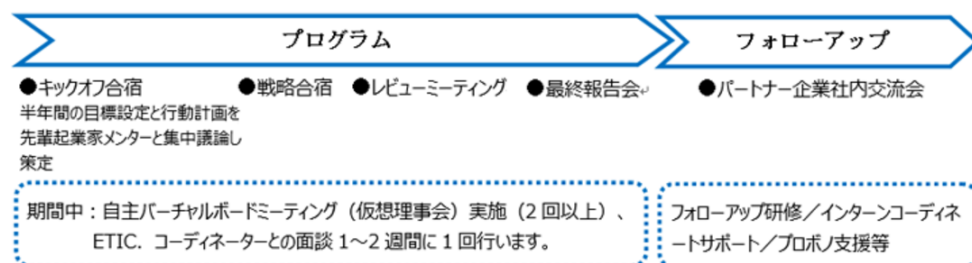 プログラム
フォローアップ
●キックオフ合宿 ●戦略合宿 ●レビューミーティング ●最終報告会 ●パートナー企業社内交流会
半年間の目標設定と行動計画を
先輩起業家メンターと集中議論し
策定
期間中：自主バーチャルボードミーティング（仮想理事会）実施（2回以上）、
ETIC. コーディネーターとの面談 1～2 週間に 1 回行います。
フォローアップ研修／インターンコーディネ
ートサポート／プロボノ支援等